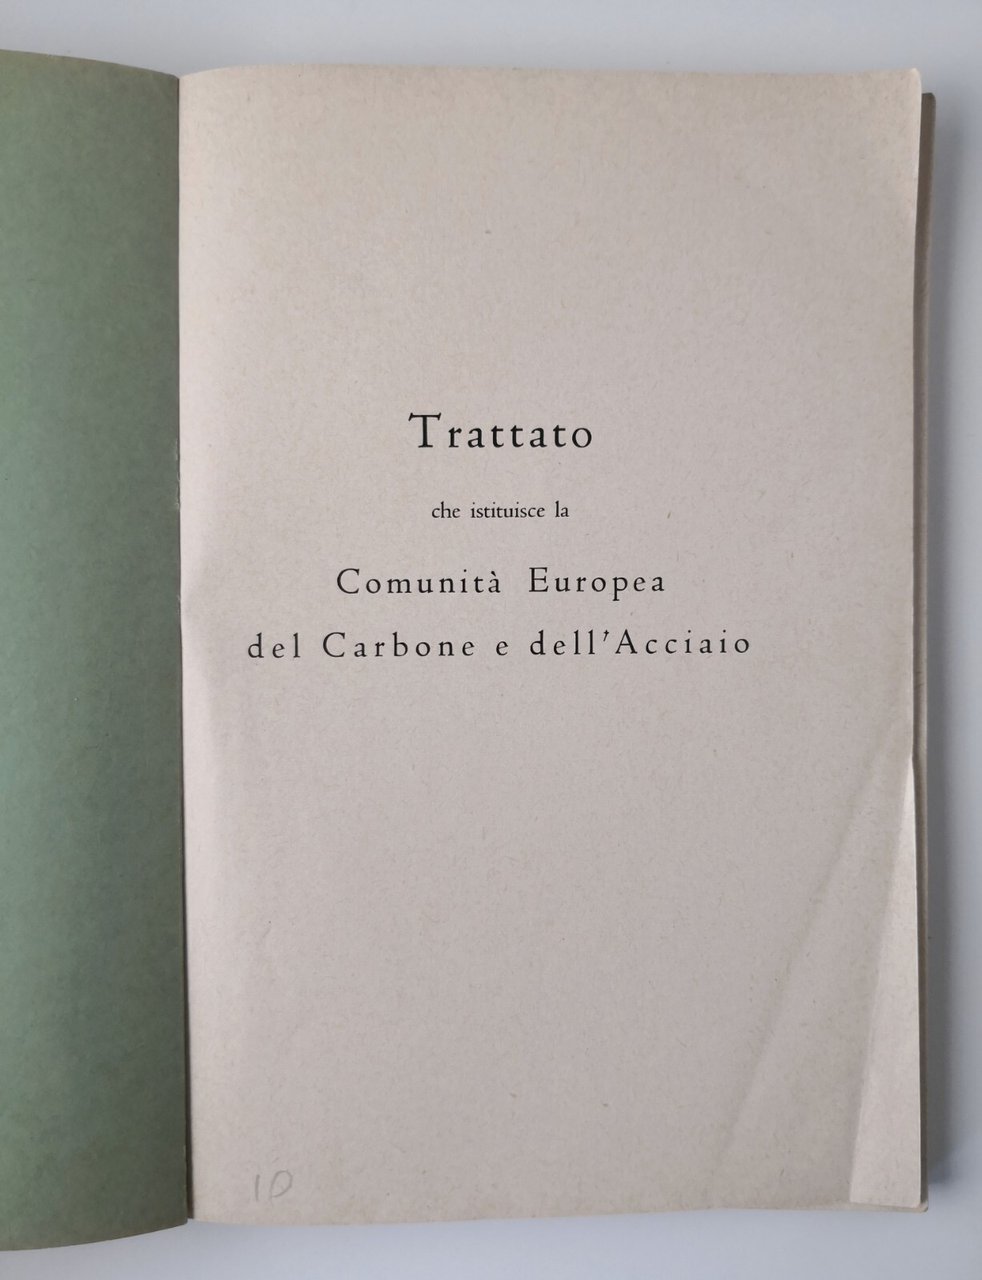 Trattato
che istituisce la
Comunità Europea
del Carbone e dell'Acciaio
10